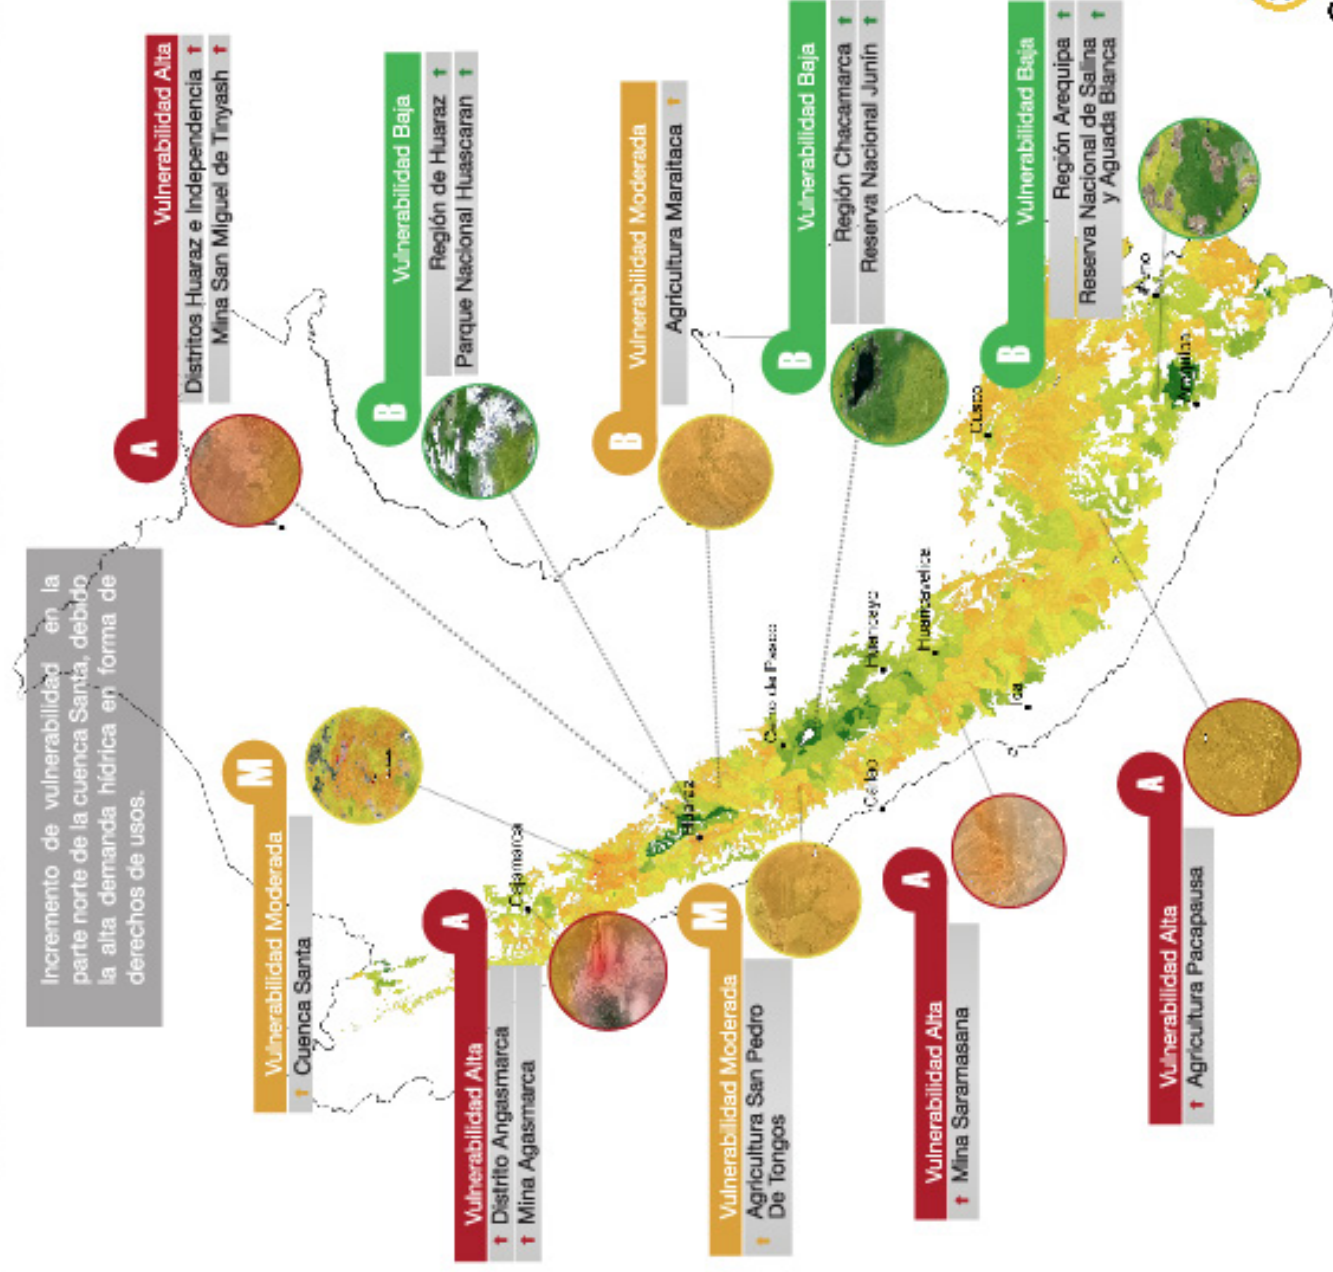 Incremento de vulnerabilidad en la
parte norte de la cuenca Santa, debido
la alta demanda hídrica en forma de
derechos de usos.
M
Vulnerabilidad Moderada
Cuenca Santa
A
Vulnerabilidad Alta
Distrito Angasmarca
Mina Agasmarca
M
Vulnerabilidad Moderada
Agricultura San Pedro
De Tongos
A
Vulnerabilidad Alta
Mina Saramasana
A
Vulnerabilidad Alta
Agricultura Pacapausa
A
Vulnerabilidad Alta
Distritos Huaraz e Independencia
Mina San Miguel de Tinyash
B
Vulnerabilidad Baja
Región de Huaraz
Parque Nacional Huascaran
B
Vulnerabilidad Moderada
Agricultura Maraitaca
B
Vulnerabilidad Baja
Región Chacamarca
Reserva Nacional Junín
B
Vulnerabilidad Baja
Región Arequipa
Reserva Nacional de Salina
y Aguada Blanca
Cajamarca
Huaraz
Cerro de Pasco
Callao
Huancayo
Huancavelica
Ica
Cusco